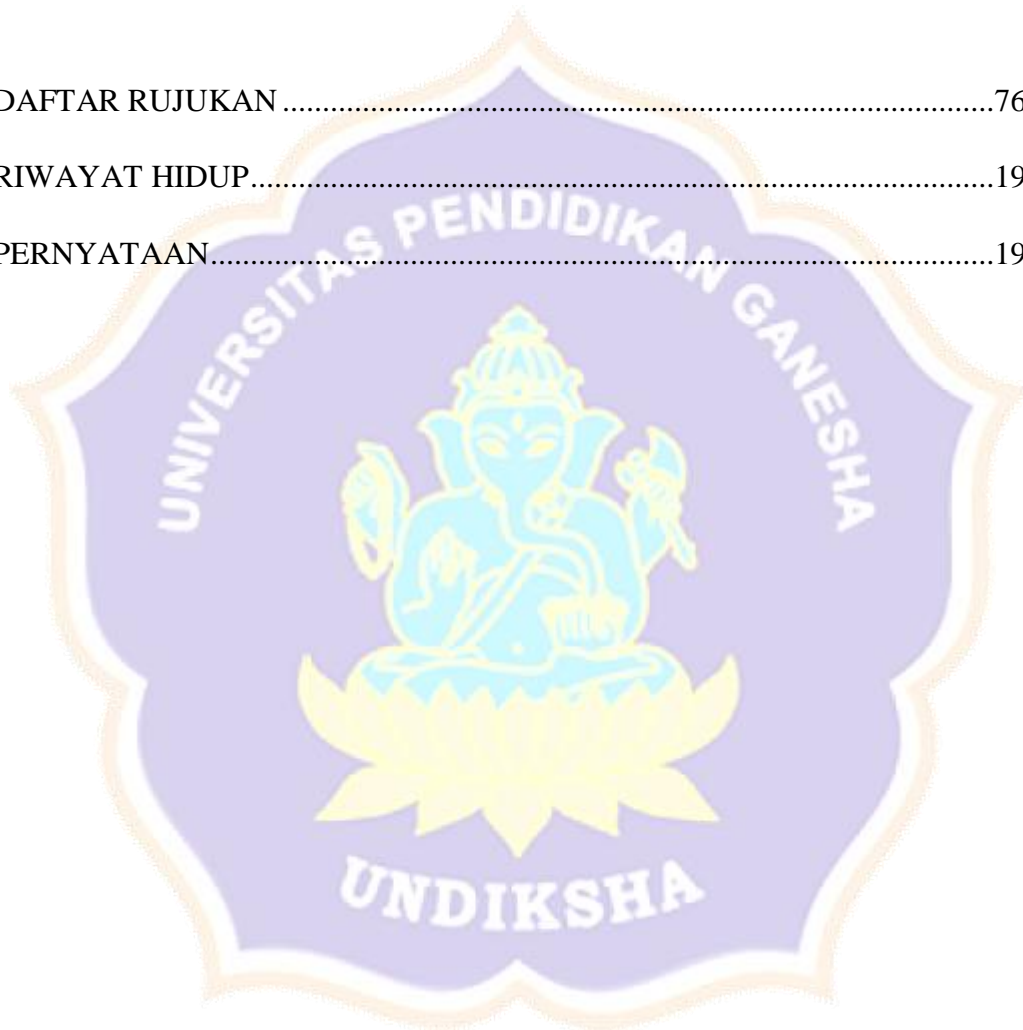 DAFTAR RUJUKAN ........................................................................................76
RIWAYAT HIDUP............................................................................................19
PERNYATAAN.................................................................................................19
UNIVERSITAS PENDIDIKAN GANESHA
UNDIKSHA